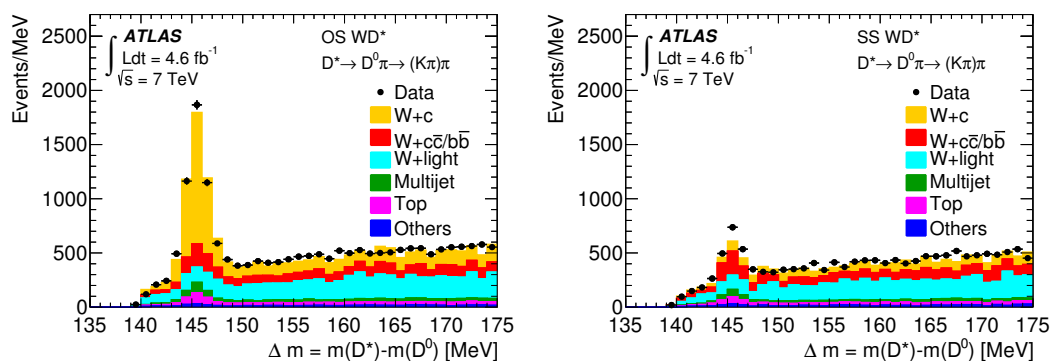 Events/MeV
2500
2000
1500
1000
500
0
ATLAS
∫ Ldt = 4.6 fb⁻¹
√s = 7 TeV
OS WD*
D*→ D⁰π→ (Kπ)π
Data
W+c
W+cc̅/bb̅
W+light
Multijet
Top
Others
135 140 145 150 155 160 165 170 175
Δ m = m(D*)-m(D⁰) [MeV]
Events/MeV
2500
2000
1500
1000
500
0
ATLAS
∫ Ldt = 4.6 fb⁻¹
√s = 7 TeV
SS WD*
D*→ D⁰π→ (Kπ)π
Data
W+c
W+cc̅/bb̅
W+light
Multijet
Top
Others
135 140 145 150 155 160 165 170 175
Δ m = m(D*)-m(D⁰) [MeV]